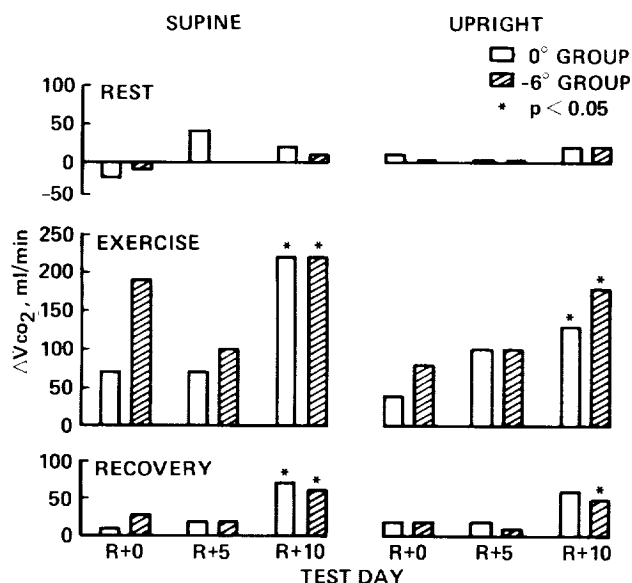 SUPINE UPRIGHT
0° GROUP
-6° GROUP
* p < 0.05
REST
100
50
0
-50
EXERCISE
250
200
150
100
50
0
* *
* *
ΔVco2, ml/min
RECOVERY
100
50
0
* *
*
R+0 R+5 R+10 R+0 R+5 R+10
TEST DAY